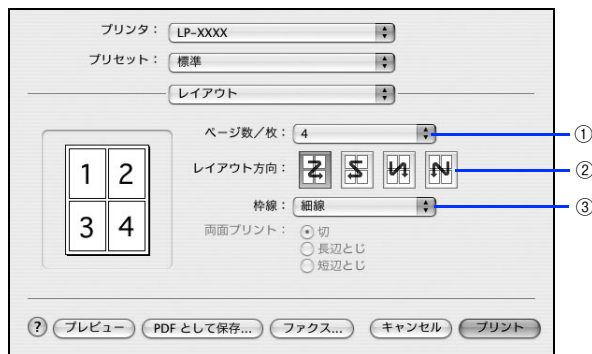 プリンタ： LP-XXXX
プリセット： 標準
レイアウト
ページ数／枚： 4 ①
レイアウト方向： ②
枠線： 細線 ③
両面プリント： 切
長辺とじ
短辺とじ
1 2
3 4
? プレビュー PDF として保存... ファクス... キャンセル プリント